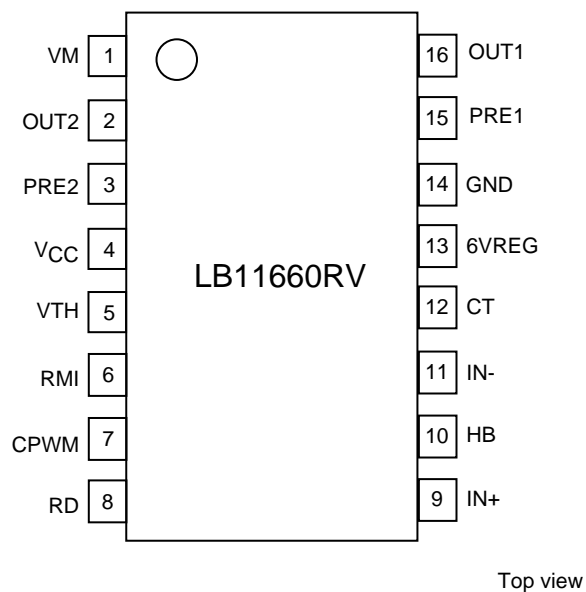 VM 1
OUT2 2
PRE2 3
VCC 4
VTH 5
RMI 6
CPWM 7
RD 8
LB11660RV
16 OUT1
15 PRE1
14 GND
13 6VREG
12 CT
11 IN-
10 HB
9 IN+
Top view